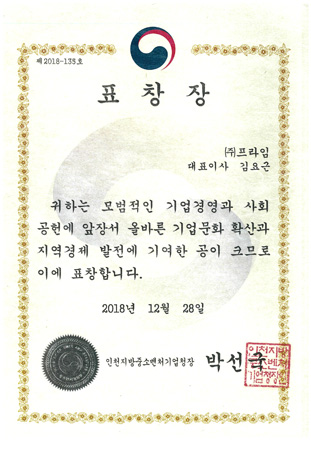 제2018-133호
표창장
㈜프라임
대표이사 김요근
귀하는 모범적인 기업경영과 사회
공헌에 앞장서 올바른 기업문화 확산과
지역경제 발전에 기여한 공이 크므로
이에 표창합니다.
2018년 12월 28일
인천지방중소벤처기업청장 박선국